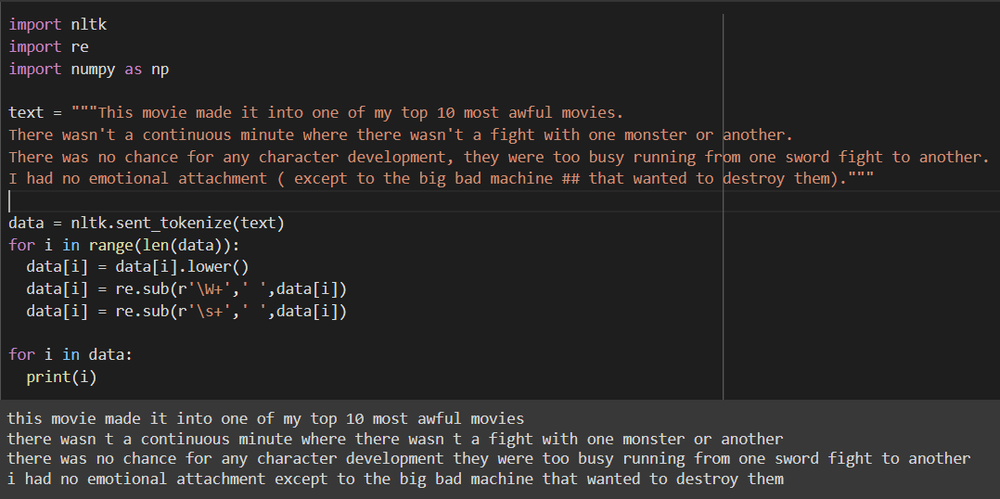 import nltk
import re
import numpy as np
text = """This movie made it into one of my top 10 most awful movies.
There wasn't a continuous minute where there wasn't a fight with one monster or another.
There was no chance for any character development, they were too busy running from one sword fight to another.
I had no emotional attachment ( except to the big bad machine ## that wanted to destroy them)."""
data = nltk.sent_tokenize(text)
for i in range(len(data)):
  data[i] = data[i].lower()
  data[i] = re.sub(r'\W+',' ',data[i])
  data[i] = re.sub(r'\s+',' ',data[i])
for i in data:
  print(i)
this movie made it into one of my top 10 most awful movies
there wasn t a continuous minute where there wasn t a fight with one monster or another
there was no chance for any character development they were too busy running from one sword fight to another
i had no emotional attachment except to the big bad machine that wanted to destroy them